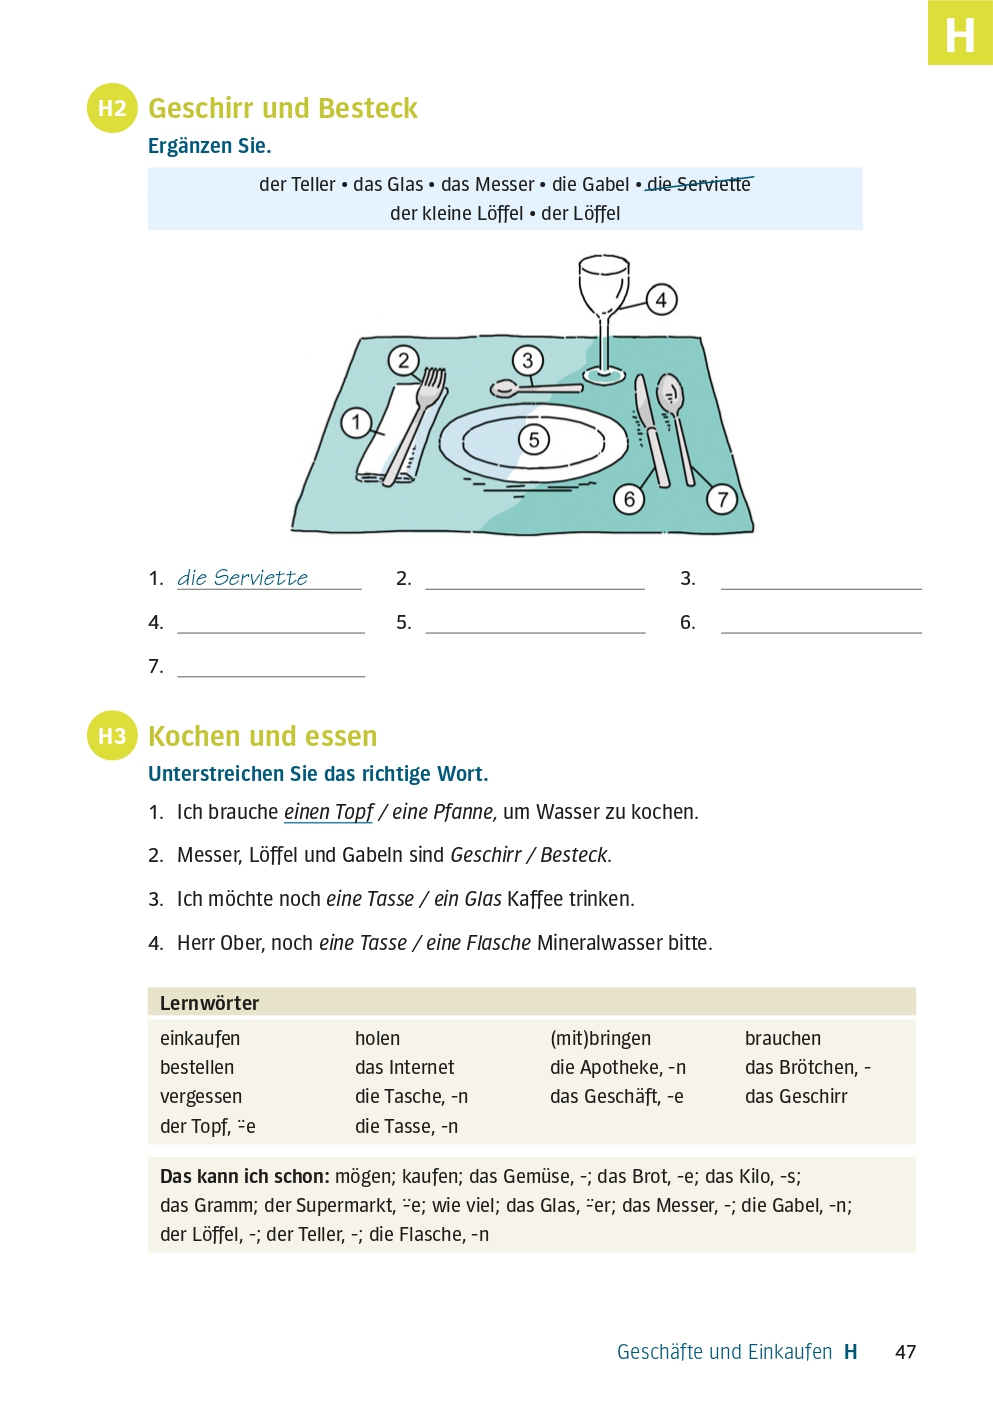 H
H2 Geschirr und Besteck
Ergänzen Sie.
der Teller • das Glas • das Messer • die Gabel • die Serviette
der kleine Löffel • der Löffel
4
2
3
1
5
6
7
1. die Serviette 2. 3.
4. 5. 6.
7.
H3 Kochen und essen
Unterstreichen Sie das richtige Wort.
1. Ich brauche einen Topf / eine Pfanne, um Wasser zu kochen.
2. Messer, Löffel und Gabeln sind Geschirr / Besteck.
3. Ich möchte noch eine Tasse / ein Glas Kaffee trinken.
4. Herr Ober, noch eine Tasse / eine Flasche Mineralwasser bitte.
Lernwörter
einkaufen holen (mit)bringen brauchen
bestellen das Internet die Apotheke, -n das Brötchen, -
vergessen die Tasche, -n das Geschäft, -e das Geschirr
der Topf, ⸚e die Tasse, -n
Das kann ich schon: mögen; kaufen; das Gemüse, -; das Brot, -e; das Kilo, -s;
das Gramm; der Supermarkt, ⸚e; wie viel; das Glas, ⸚er; das Messer, -; die Gabel, -n;
der Löffel, -; der Teller, -; die Flasche, -n
Geschäfte und Einkaufen H 47